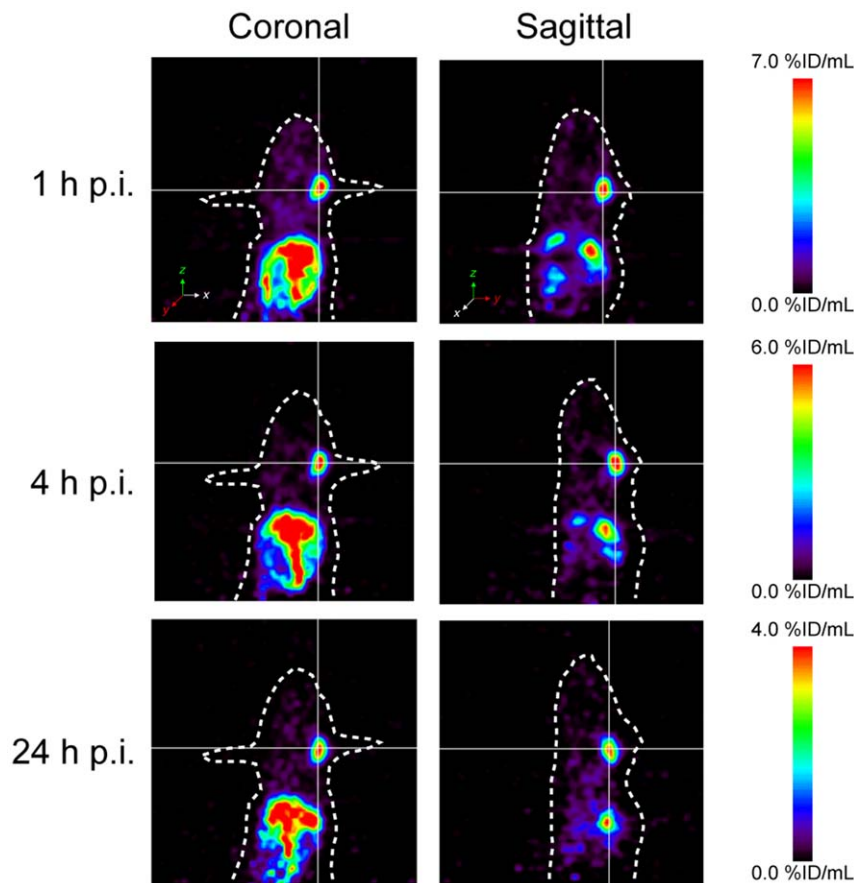 Coronal
Sagittal
7.0 %ID/mL
1 h p.i.
z
x
y
z
x
y
0.0 %ID/mL
6.0 %ID/mL
4 h p.i.
0.0 %ID/mL
4.0 %ID/mL
24 h p.i.
0.0 %ID/mL